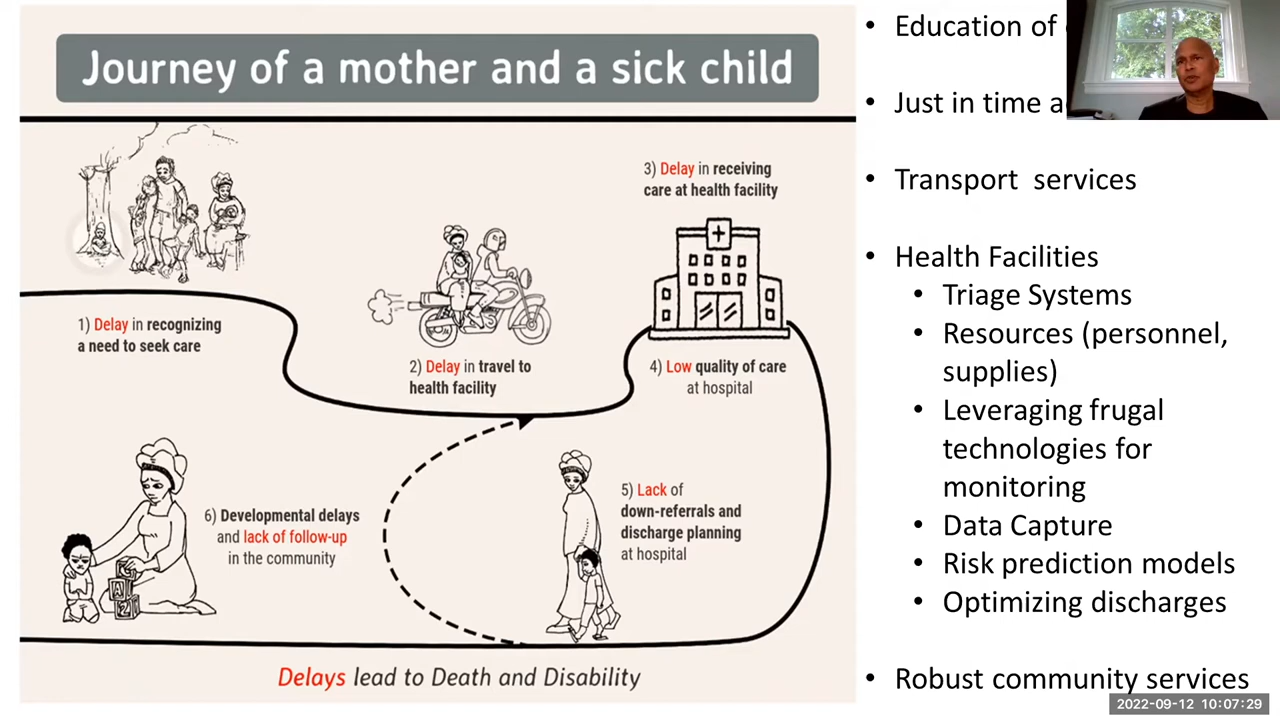 Journey of a mother and a sick child
1) Delay in recognizing
a need to seek care
2) Delay in travel to
health facility
3) Delay in receiving
care at health facility
4) Low quality of care
at hospital
5) Lack of
down-referrals and
discharge planning
at hospital
6) Developmental delays
and lack of follow-up
in the community
Delays lead to Death and Disability
• Education of
• Just in time
• Transport services
• Health Facilities
• Triage Systems
• Resources (personnel,
supplies)
• Leveraging frugal
technologies for
monitoring
• Data Capture
• Risk prediction models
• Optimizing discharges
• Robust community services
2022-09-12 10:07:29